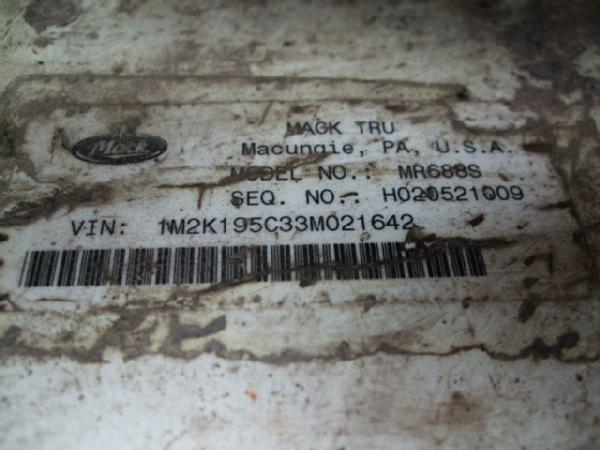 Mack
MACK TRU
Macungie, PA, U.S.A.
MODEL NO.: MR688S
SEQ. NO.: H020521009
VIN: 1M2K195C33M021642